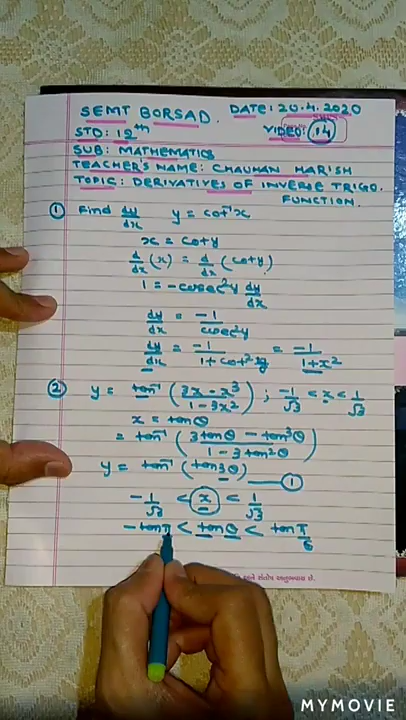 SEMT BORSAD. DATE: 20.4.2020
STD: 12th VIDEO: 14
SUB: MATHEMATICS
TEACHER'S NAME: CHAUHAN HARISH
TOPIC: DERIVATIVES OF INVERSE TRIGO. FUNCTION.
① Find dy/dx y = cot⁻¹x
x = cot y
d/dx (x) = d/dx (cot y)
1 = -cosec²y dy/dx
dy/dx = -1/cosec²y
dy/dx = -1/1+cot²y = -1/1+x²
② y = tan⁻¹ (3x - x³/1 - 3x²) ; -1/√3 < x < 1/√3
x = tanθ
= tan⁻¹ (3tanθ - tan³θ/1 - 3tan²θ)
y = tan⁻¹ (tan3θ) — ①
-1/√3 < x < 1/√3
-tan π < tanθ < tan π/6
MYMOVIE